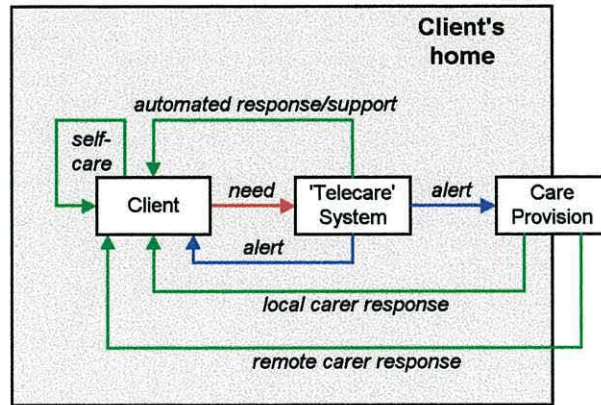 Client's
home
automated response/support
self-
care
Client
need
'Telecare'
System
alert
Care
Provision
alert
local carer response
remote carer response